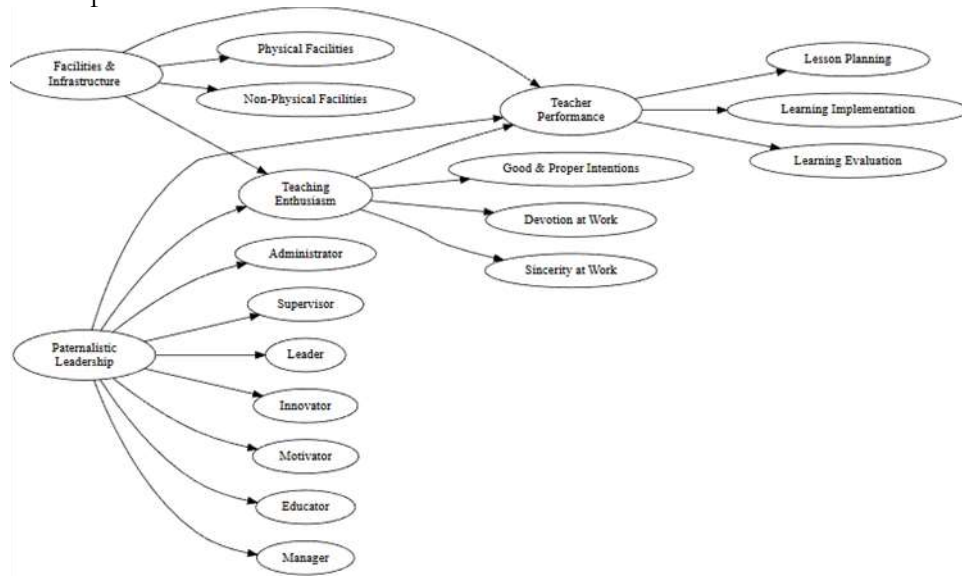 Physical Facilities
Facilities &
Infrastructure
Non-Physical Facilities
Lesson Planning
Teacher
Performance
Learning Implementation
Learning Evaluation
Good & Proper Intentions
Teaching
Enthusiasm
Devotion at Work
Administrator
Sincerity at Work
Supervisor
Paternalistic
Leadership
Leader
Innovator
Motivator
Educator
Manager